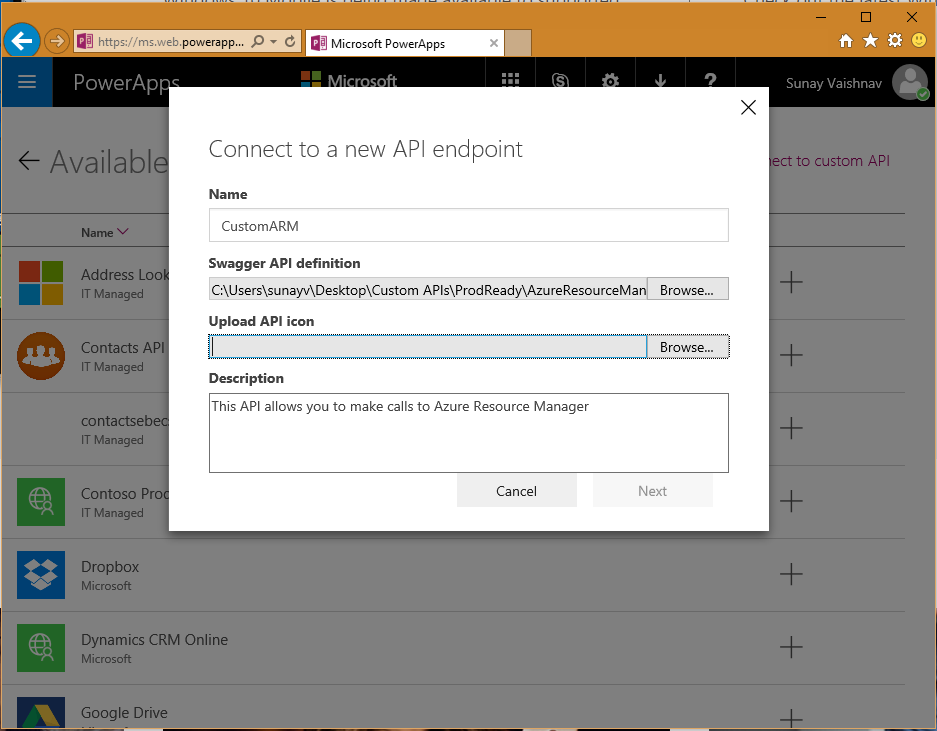 https://ms.web.powerapp...
Microsoft PowerApps
PowerApps
Microsoft
?
Sunay Vaishnav
Available
to custom API
Name
Address Look
IT Managed
Contacts API
IT Managed
contactsebecs
IT Managed
Contoso Prod
IT Managed
Dropbox
Microsoft
Dynamics CRM Online
Microsoft
Google Drive
Connect to a new API endpoint
Name
CustomARM
Swagger API definition
C:\Users\sunayv\Desktop\Custom APIs\ProdReady\AzureResourceMan
Browse...
Upload API icon
Browse...
Description
This API allows you to make calls to Azure Resource Manager
Cancel
Next